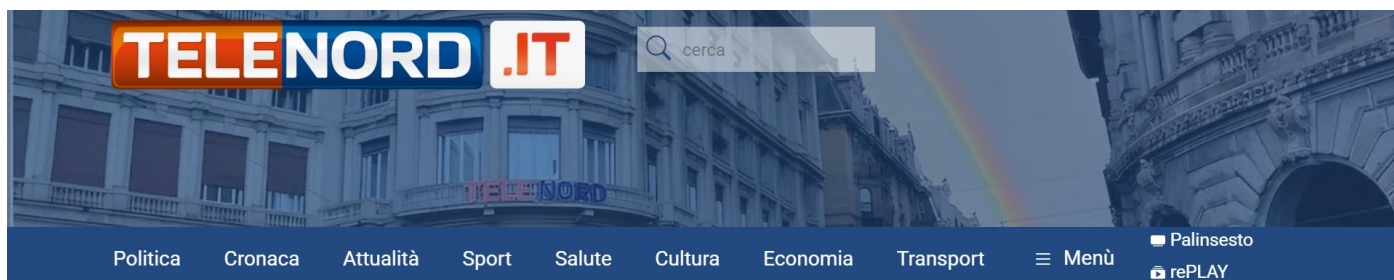 TELENORD .IT
cerca
TELENORD
Politica Cronaca Attualità Sport Salute Cultura Economia Transport Menù Palinsesto
rePLAY